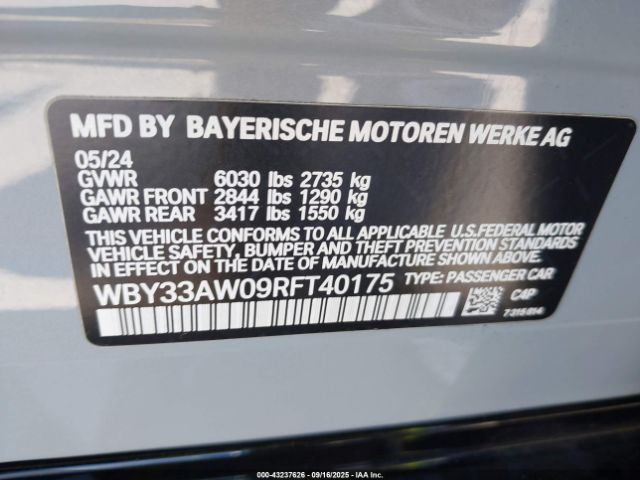 MFD BY BAYERISCHE MOTOREN WERKE AG
05/24
GVWR 6030 lbs 2735 kg
GAWR FRONT 2844 lbs 1290 kg
GAWR REAR 3417 lbs 1550 kg
THIS VEHICLE CONFORMS TO ALL APPLICABLE U.S.FEDERAL MOTOR
VEHICLE SAFETY, BUMPER AND THEFT PREVENTION STANDARDS
IN EFFECT ON THE DATE OF MANUFACTURE SHOWN ABOVE.
WBY33AW09RFT40175 TYPE: PASSENGER CAR
C4P
7315814
000-43237626 - 09/16/2025 - IAA Inc.